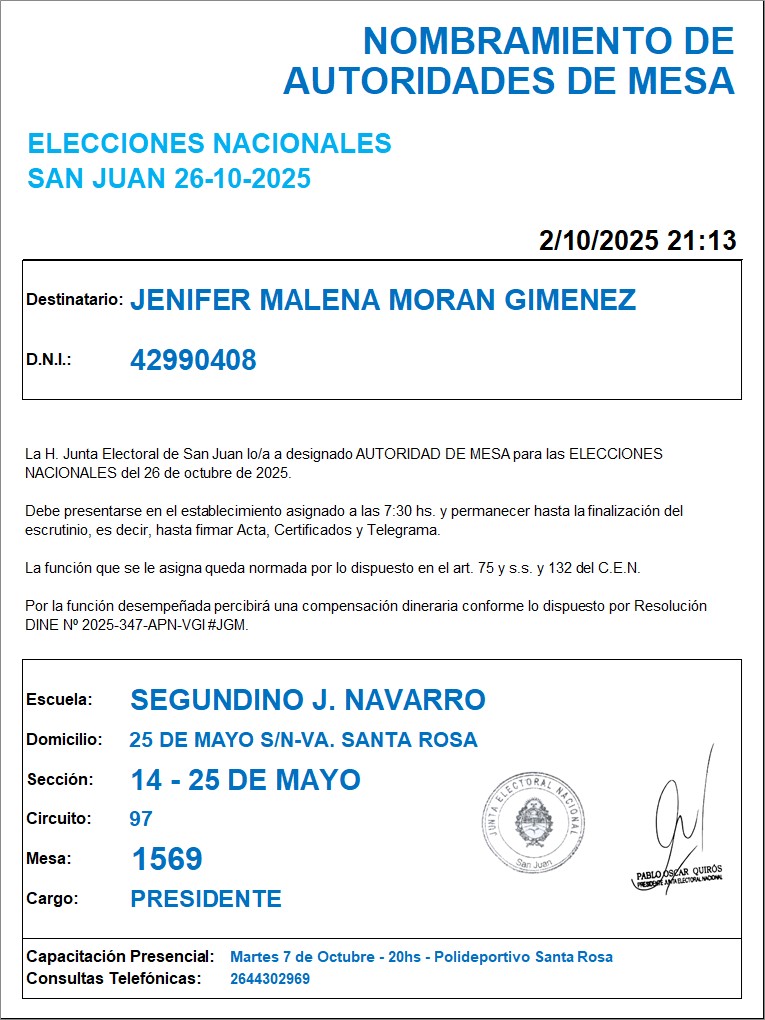 NOMBRAMIENTO DE
AUTORIDADES DE MESA
ELECCIONES NACIONALES
SAN JUAN 26-10-2025
2/10/2025 21:13
Destinatario: JENIFER MALENA MORAN GIMENEZ
D.N.I.: 42990408
La H. Junta Electoral de San Juan lo/a a designado AUTORIDAD DE MESA para las ELECCIONES
NACIONALES del 26 de octubre de 2025.
Debe presentarse en el establecimiento asignado a las 7:30 hs. y permanecer hasta la finalización del
escrutinio, es decir, hasta firmar Acta, Certificados y Telegrama.
La función que se le asigna queda normada por lo dispuesto en el art. 75 y s.s. y 132 del C.E.N.
Por la función desempeñada percibirá una compensación dineraria conforme lo dispuesto por Resolución
DINE Nº 2025-347-APN-VGI#JGM.
Escuela: SEGUNDINO J. NAVARRO
Domicilio: 25 DE MAYO S/N-VA. SANTA ROSA
Sección: 14 - 25 DE MAYO
Circuito: 97
Mesa: 1569
Cargo: PRESIDENTE
JUNTA ELECTORAL NACIONAL
San Juan
PABLO OSCAR QUIRÓS
PRESIDENTE JUNTA ELECTORAL NACIONAL
Capacitación Presencial: Martes 7 de Octubre - 20hs - Polideportivo Santa Rosa
Consultas Telefónicas: 2644302969